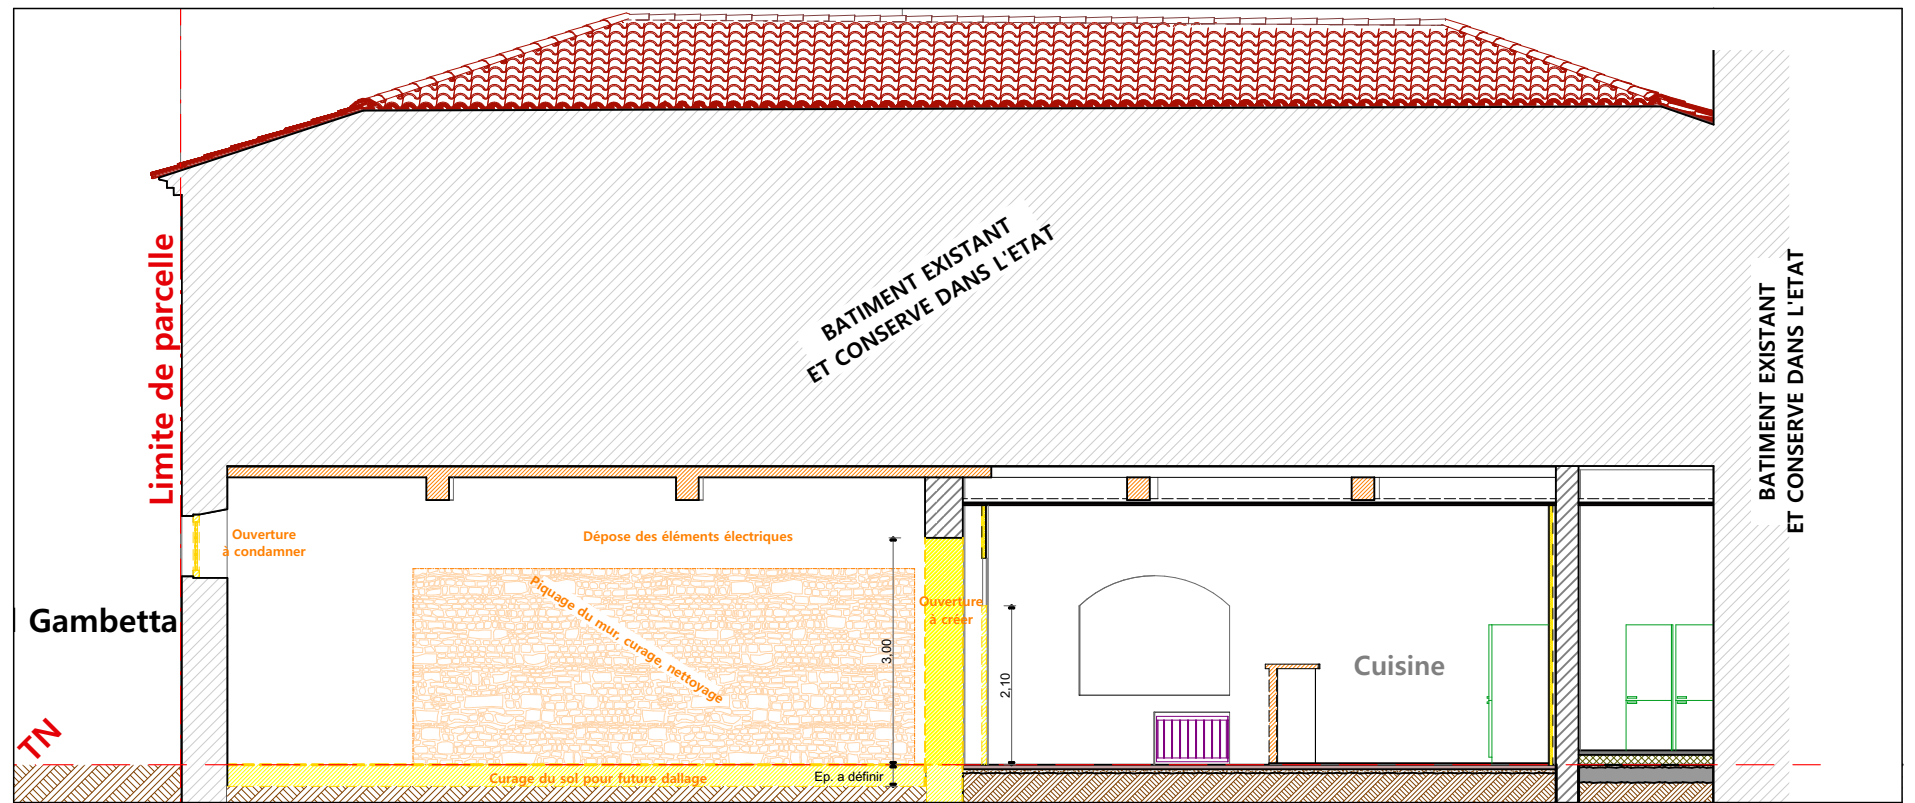 BATIMENT EXISTANT
ET CONSERVE DANS L'ETAT
Limite de parcelle
BATIMENT EXISTANT
ET CONSERVE DANS L'ETAT
Ouverture
à condamner
Dépose des éléments électriques
Piquage du mur, curage, nettoyage
Ouverture
à créer
3,00
2,10
Cuisine
Gambetta
TN
Curage du sol pour future dallage
Ep. a définir